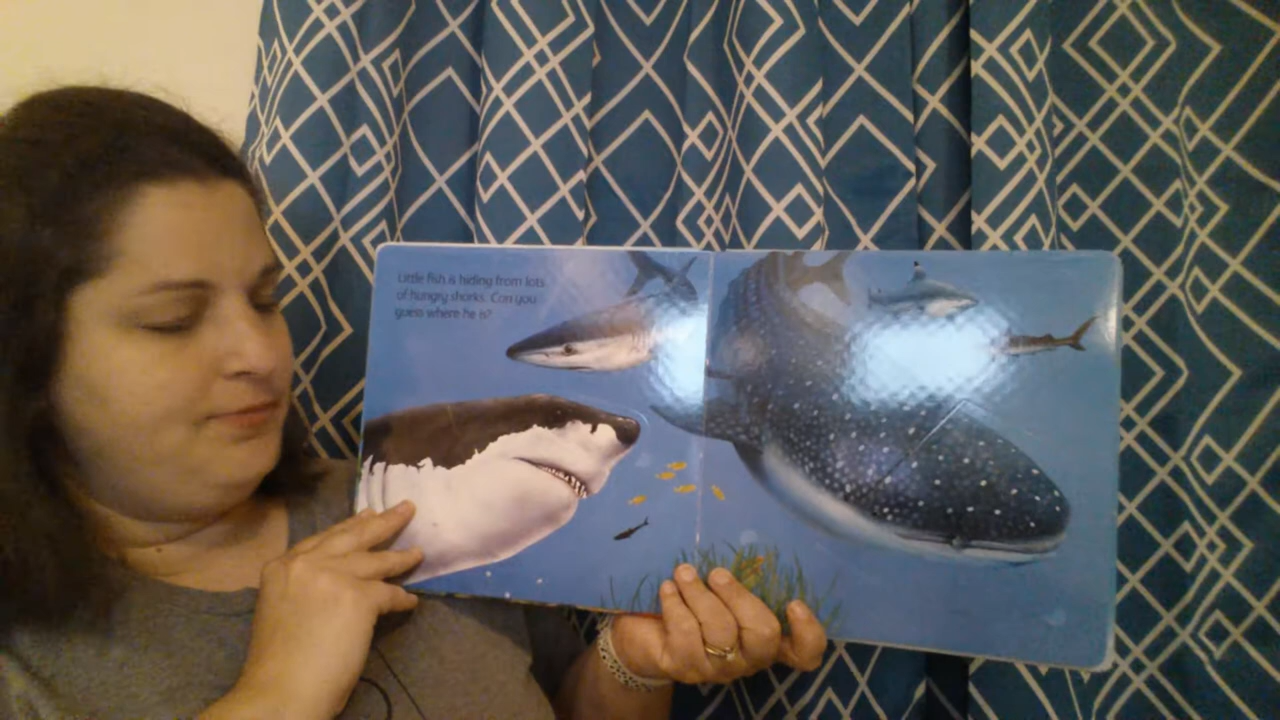 Little fish is hiding from lots
of hungry sharks. Can you
guess where he is?